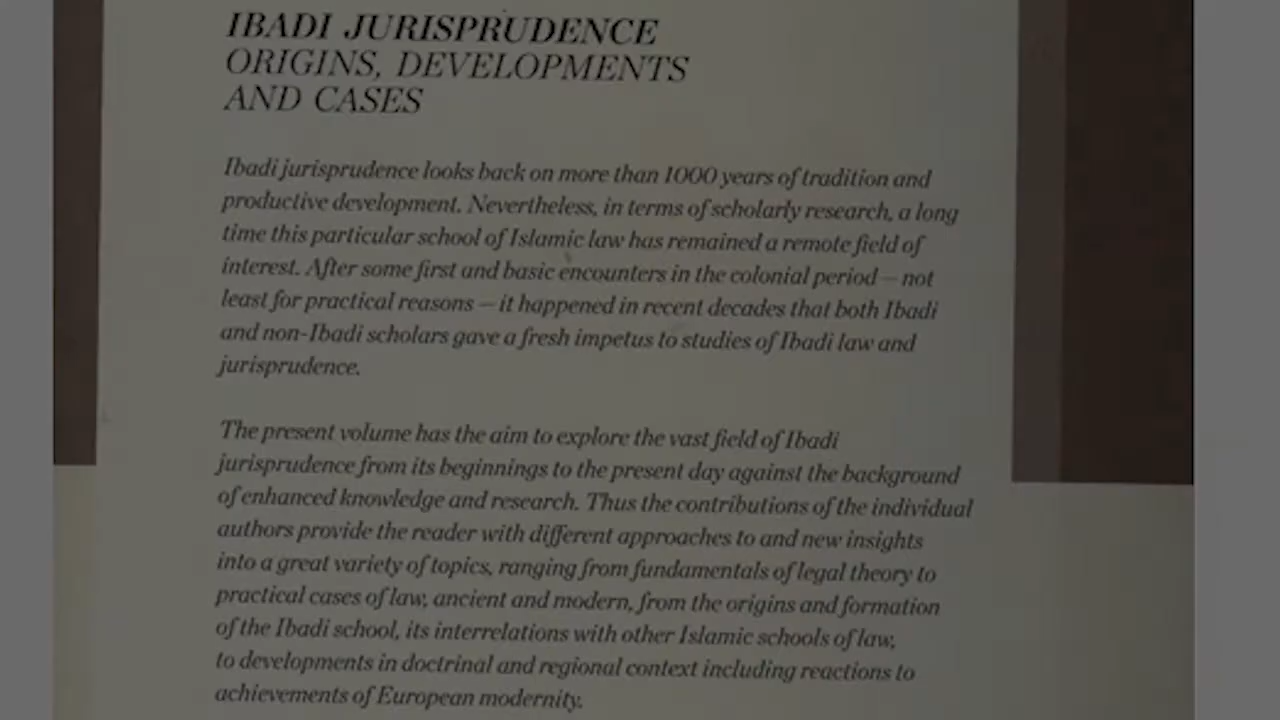 IBADI JURISPRUDENCE
ORIGINS, DEVELOPMENTS
AND CASES
Ibadi jurisprudence looks back on more than 1000 years of tradition and
productive development. Nevertheless, in terms of scholarly research, a long
time this particular school of Islamic law has remained a remote field of
interest. After some first and basic encounters in the colonial period – not
least for practical reasons – it happened in recent decades that both Ibadi
and non-Ibadi scholars gave a fresh impetus to studies of Ibadi law and
jurisprudence.
The present volume has the aim to explore the vast field of Ibadi
jurisprudence from its beginnings to the present day against the background
of enhanced knowledge and research. Thus the contributions of the individual
authors provide the reader with different approaches to and new insights
into a great variety of topics, ranging from fundamentals of legal theory to
practical cases of law, ancient and modern, from the origins and formation
of the Ibadi school, its interrelations with other Islamic schools of law,
to developments in doctrinal and regional context including reactions to
achievements of European modernity.